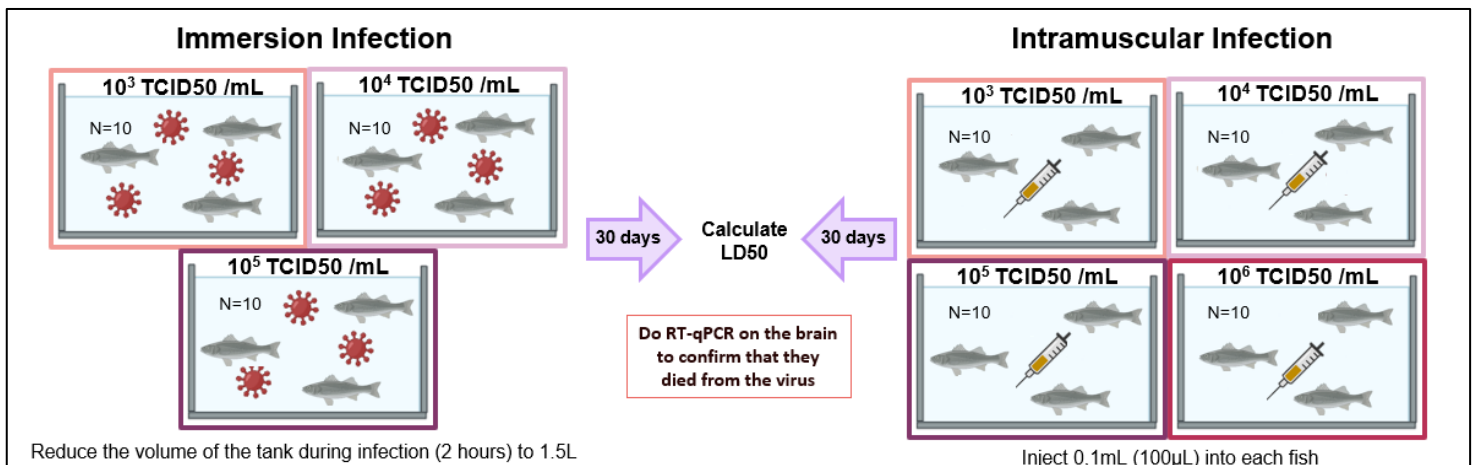 Immersion Infection
10³ TCID50 /mL
N=10
10⁴ TCID50 /mL
N=10
10⁵ TCID50 /mL
N=10
Reduce the volume of the tank during infection (2 hours) to 1.5L
30 days
Calculate
LD50
30 days
Do RT-qPCR on the brain
to confirm that they
died from the virus
Intramuscular Infection
10³ TCID50 /mL
N=10
10⁴ TCID50 /mL
N=10
10⁵ TCID50 /mL
N=10
10⁶ TCID50 /mL
N=10
Inject 0.1mL (100µL) into each fish